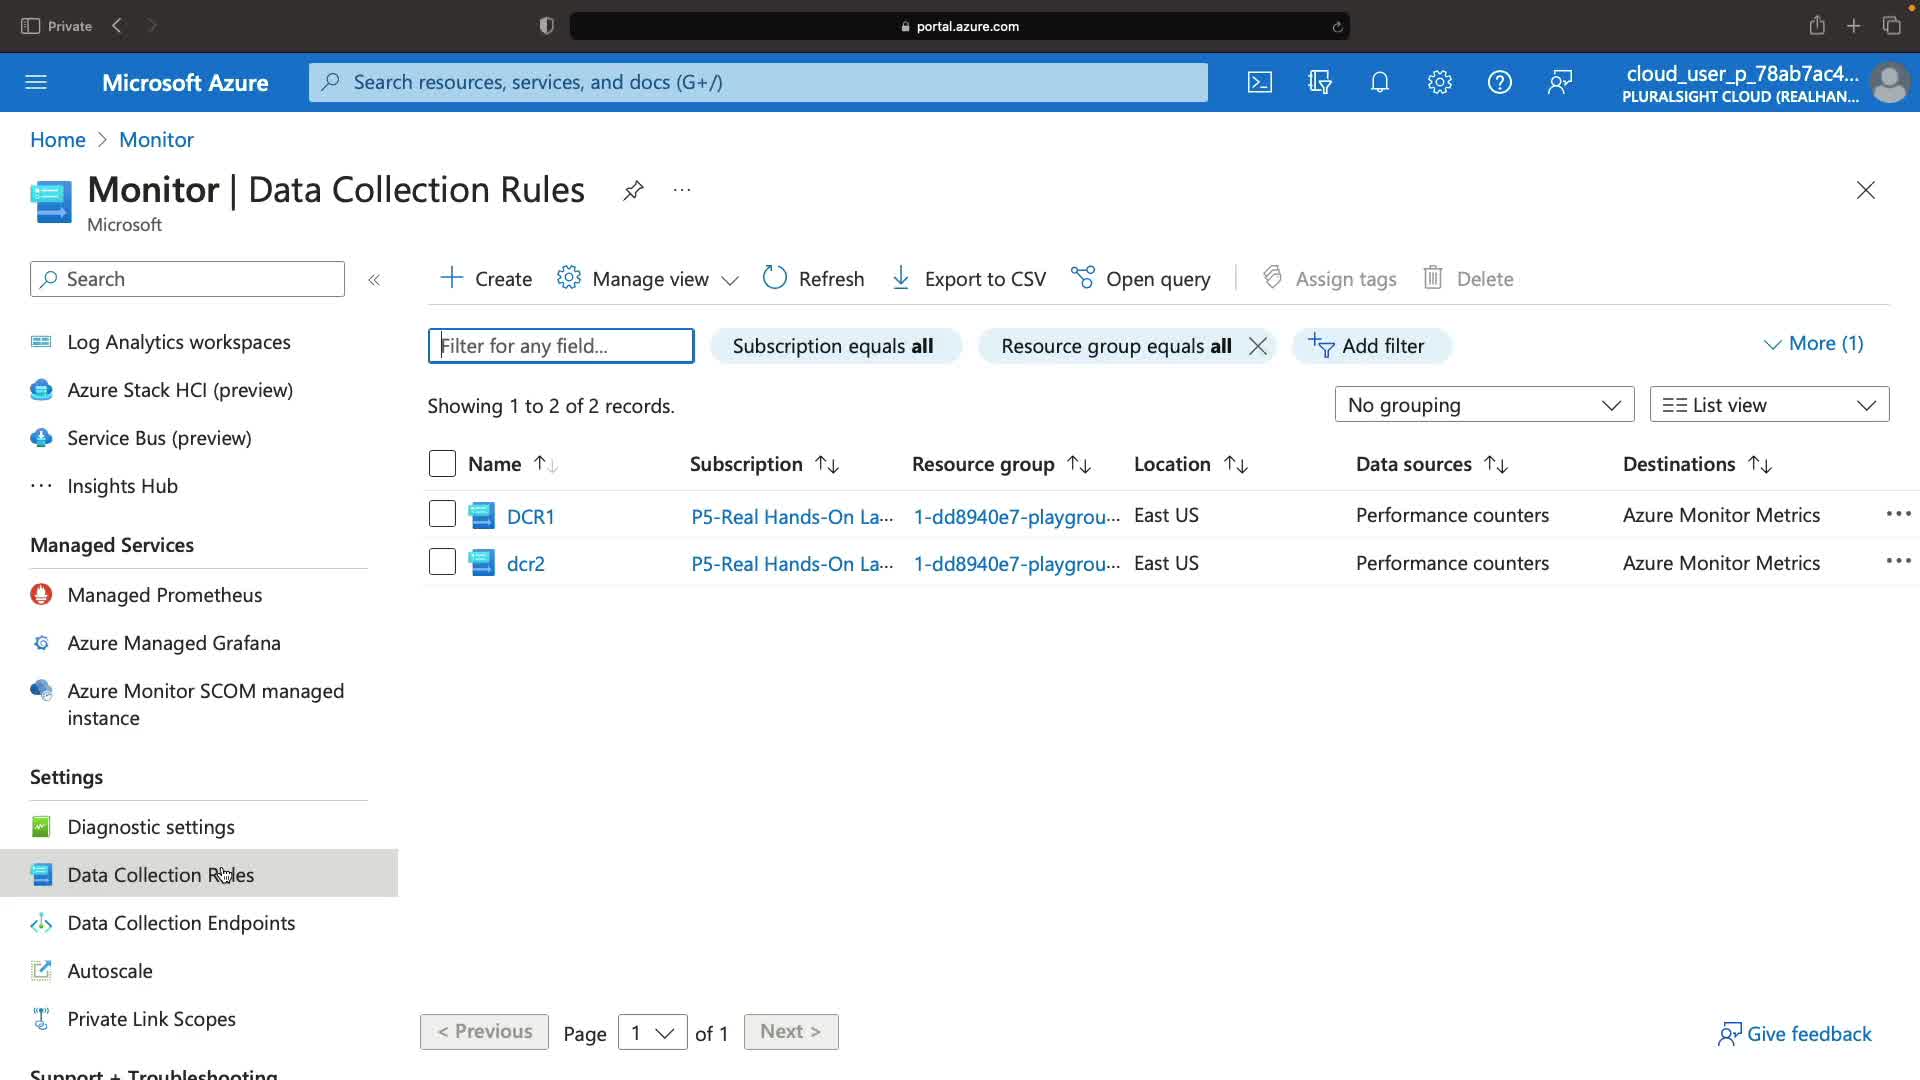 Private
portal.azure.com
Microsoft Azure
Search resources, services, and docs (G+/)
cloud_user_p_78ab7ac4...
PLURALSIGHT CLOUD (REALHAN...
Home > Monitor
Monitor | Data Collection Rules
Microsoft
Search
Create
Manage view
Refresh
Export to CSV
Open query
Assign tags
Delete
Filter for any field...
Subscription equals all
Resource group equals all
Add filter
More (1)
Showing 1 to 2 of 2 records.
No grouping
List view
Name
Subscription
Resource group
Location
Data sources
Destinations
DCR1 P5-Real Hands-On La... 1-dd8940e7-playgrou... East US Performance counters Azure Monitor Metrics
dcr2 P5-Real Hands-On La... 1-dd8940e7-playgrou... East US Performance counters Azure Monitor Metrics
Log Analytics workspaces
Azure Stack HCI (preview)
Service Bus (preview)
Insights Hub
Managed Services
Managed Prometheus
Azure Managed Grafana
Azure Monitor SCOM managed
instance
Settings
Diagnostic settings
Data Collection Rules
Data Collection Endpoints
Autoscale
Private Link Scopes
Support + Troubleshooting
< Previous
Page 1 of 1
Next >
Give feedback